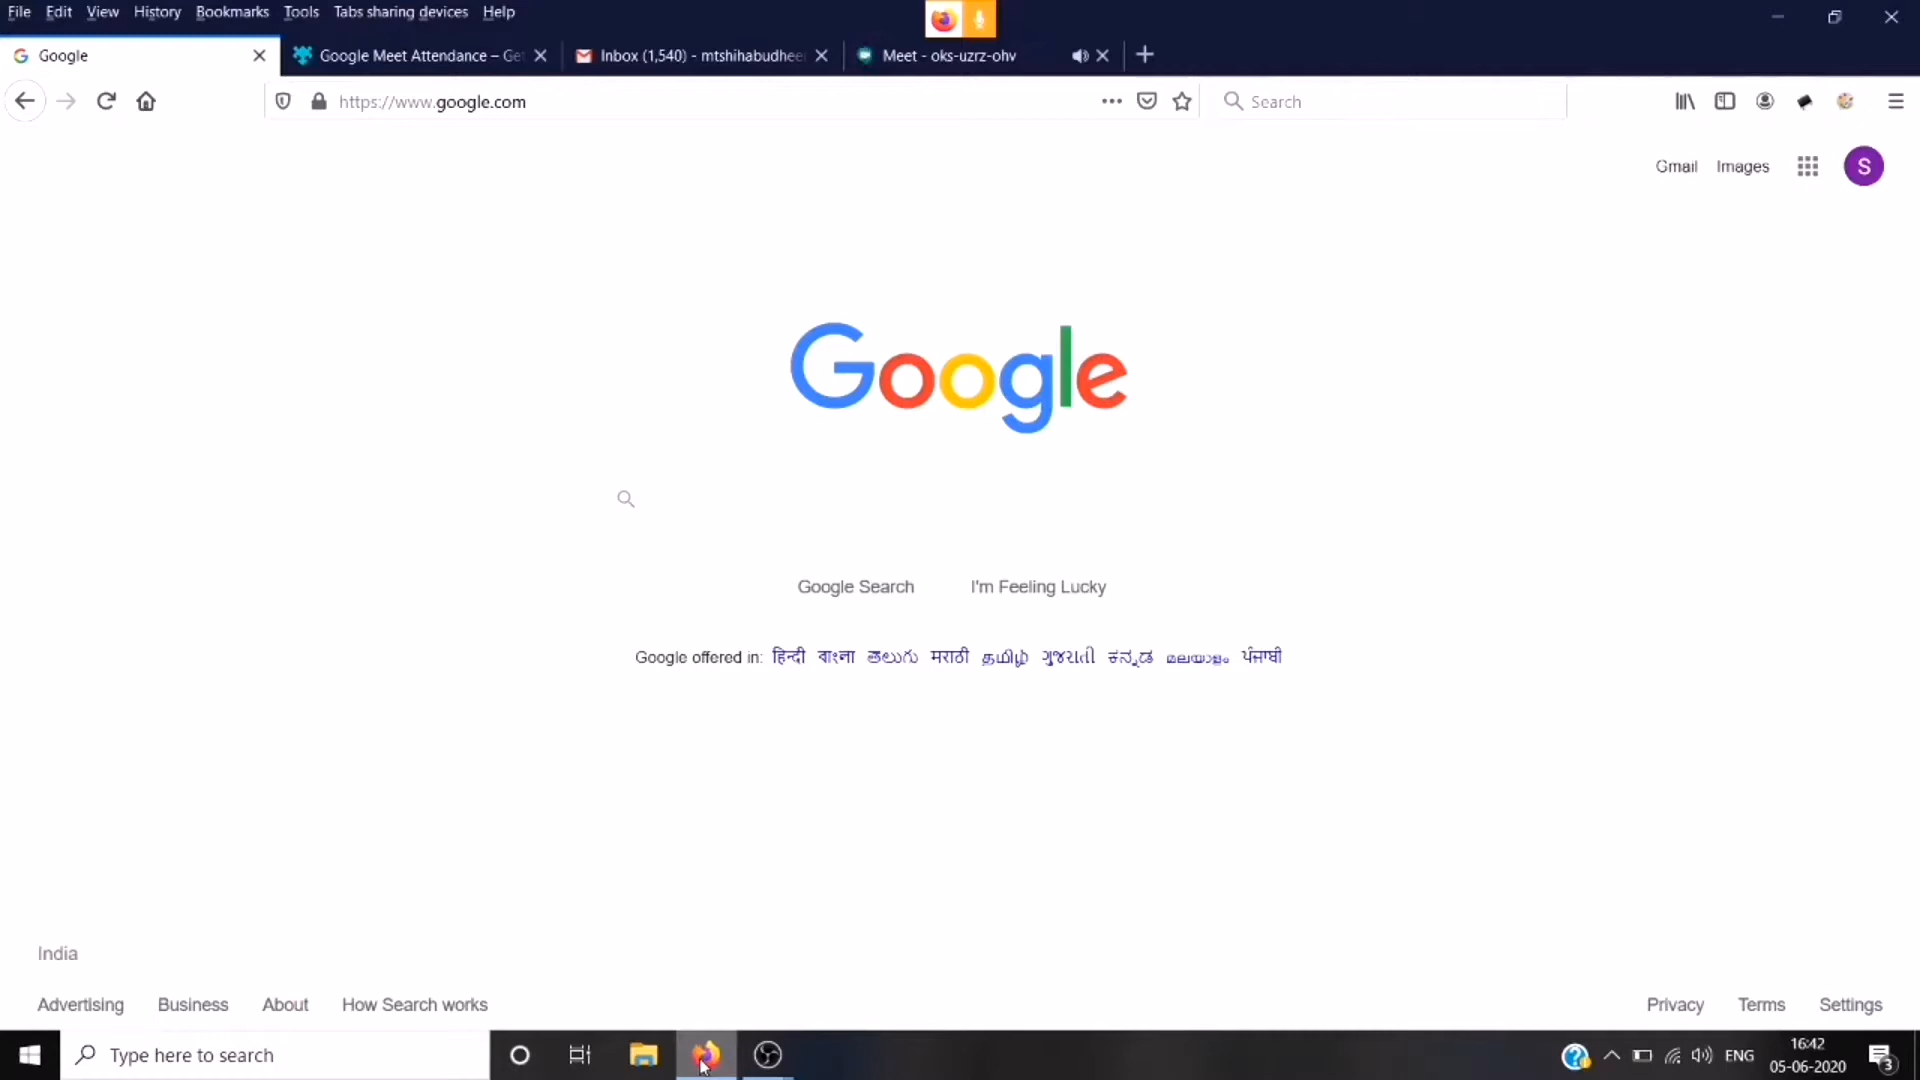 File Edit View History Bookmarks Tools Tabs sharing devices Help
Google Google Meet Attendance – Get Inbox (1,540) - mtshihabudheen Meet - oks-uzrz-ohv
https://www.google.com Search
Gmail Images S
Google
Google Search I'm Feeling Lucky
Google offered in: हिन्दी বাংলা తెలుగు मराठी தமிழ் ગુજરાતી ಕನ್ನಡ മലയാളം ਪੰਜਾਬੀ
India
Advertising Business About How Search works Privacy Terms Settings
Type here to search ENG 16:42
05-06-2020 3